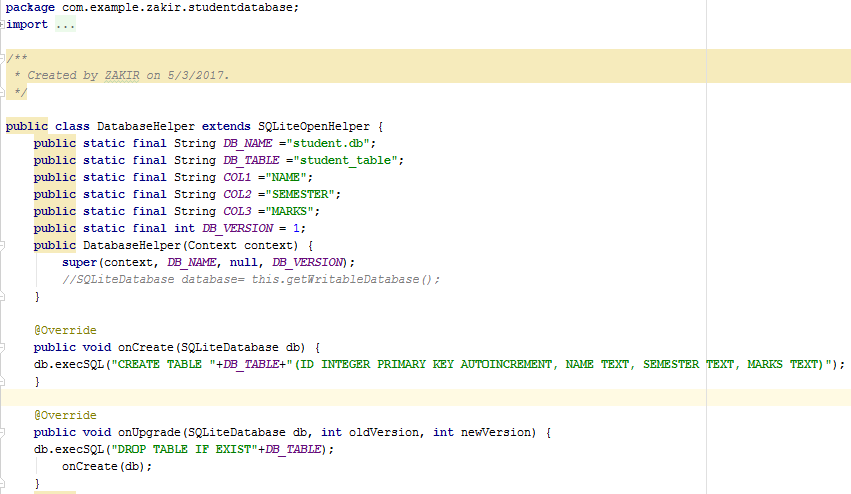 package com.example.zakir.studentdatabase;
import ...
/**
* Created by ZAKIR on 5/3/2017.
*/
public class DatabaseHelper extends SQLiteOpenHelper {
public static final String DB_NAME ="student.db";
public static final String DB_TABLE ="student_table";
public static final String COL1 ="NAME";
public static final String COL2 ="SEMESTER";
public static final String COL3 ="MARKS";
public static final int DB_VERSION = 1;
public DatabaseHelper(Context context) {
super(context, DB_NAME, null, DB_VERSION);
//SQLiteDatabase database= this.getWritableDatabase();
}
@Override
public void onCreate(SQLiteDatabase db) {
db.execSQL("CREATE TABLE "+DB_TABLE+"(ID INTEGER PRIMARY KEY AUTOINCREMENT, NAME TEXT, SEMESTER TEXT, MARKS TEXT)");
}
@Override
public void onUpgrade(SQLiteDatabase db, int oldVersion, int newVersion) {
db.execSQL("DROP TABLE IF EXIST"+DB_TABLE);
onCreate(db);
}